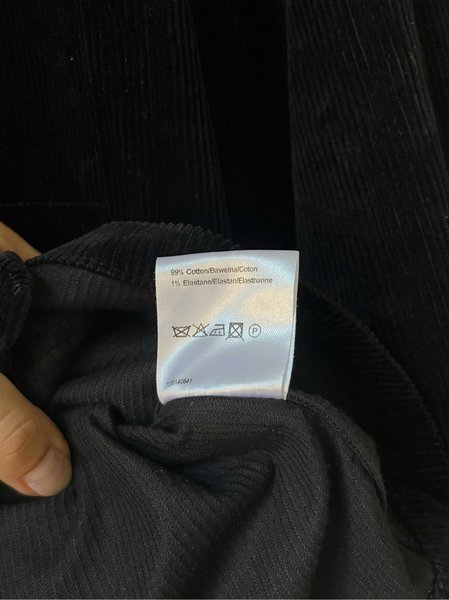 99% Cotton/Bawełna/Coton
1% Elastane/Elastan/Elasthanne
P